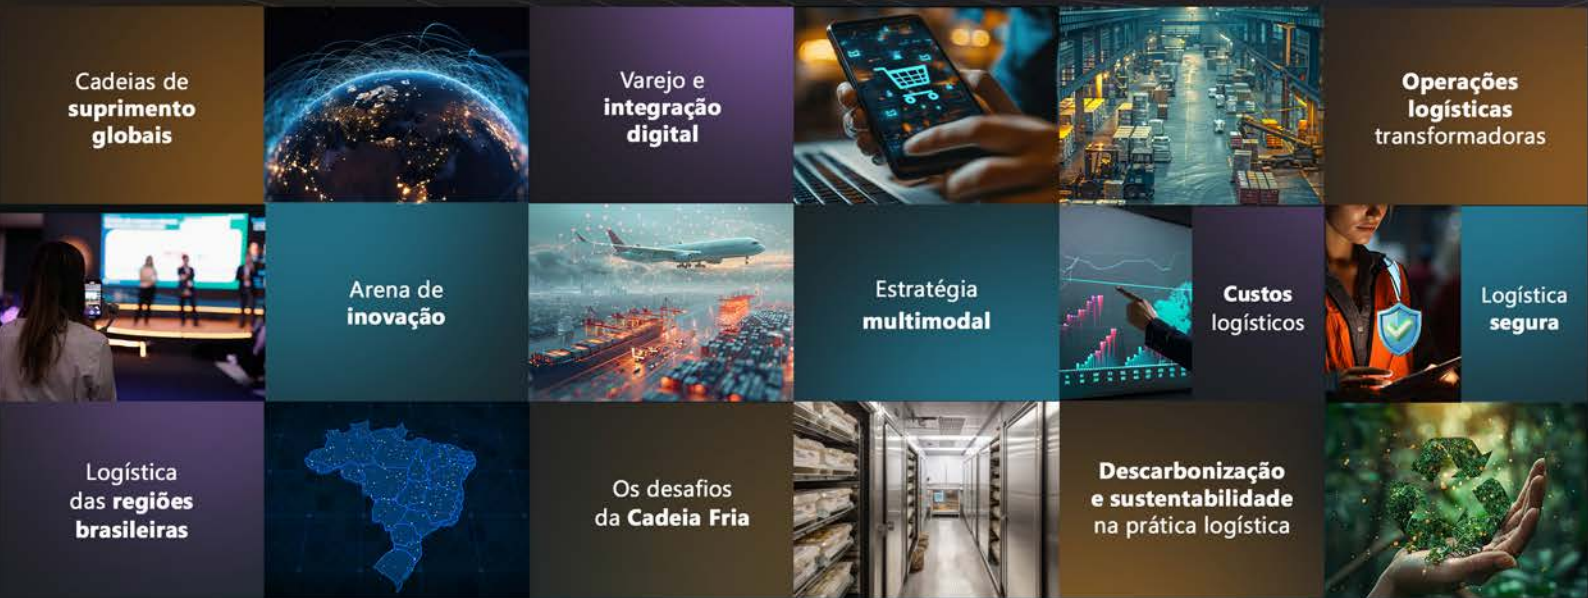 Cadeias de
suprimento
globais
Varejo e
integração
digital
Operações
logísticas
transformadoras
Arena de
inovação
Estratégia
multimodal
Custos
logísticos
Logística
segura
Logística
das regiões
brasileiras
Os desafios
da Cadeia Fria
Descarbonização
e sustentabilidade
na prática logística